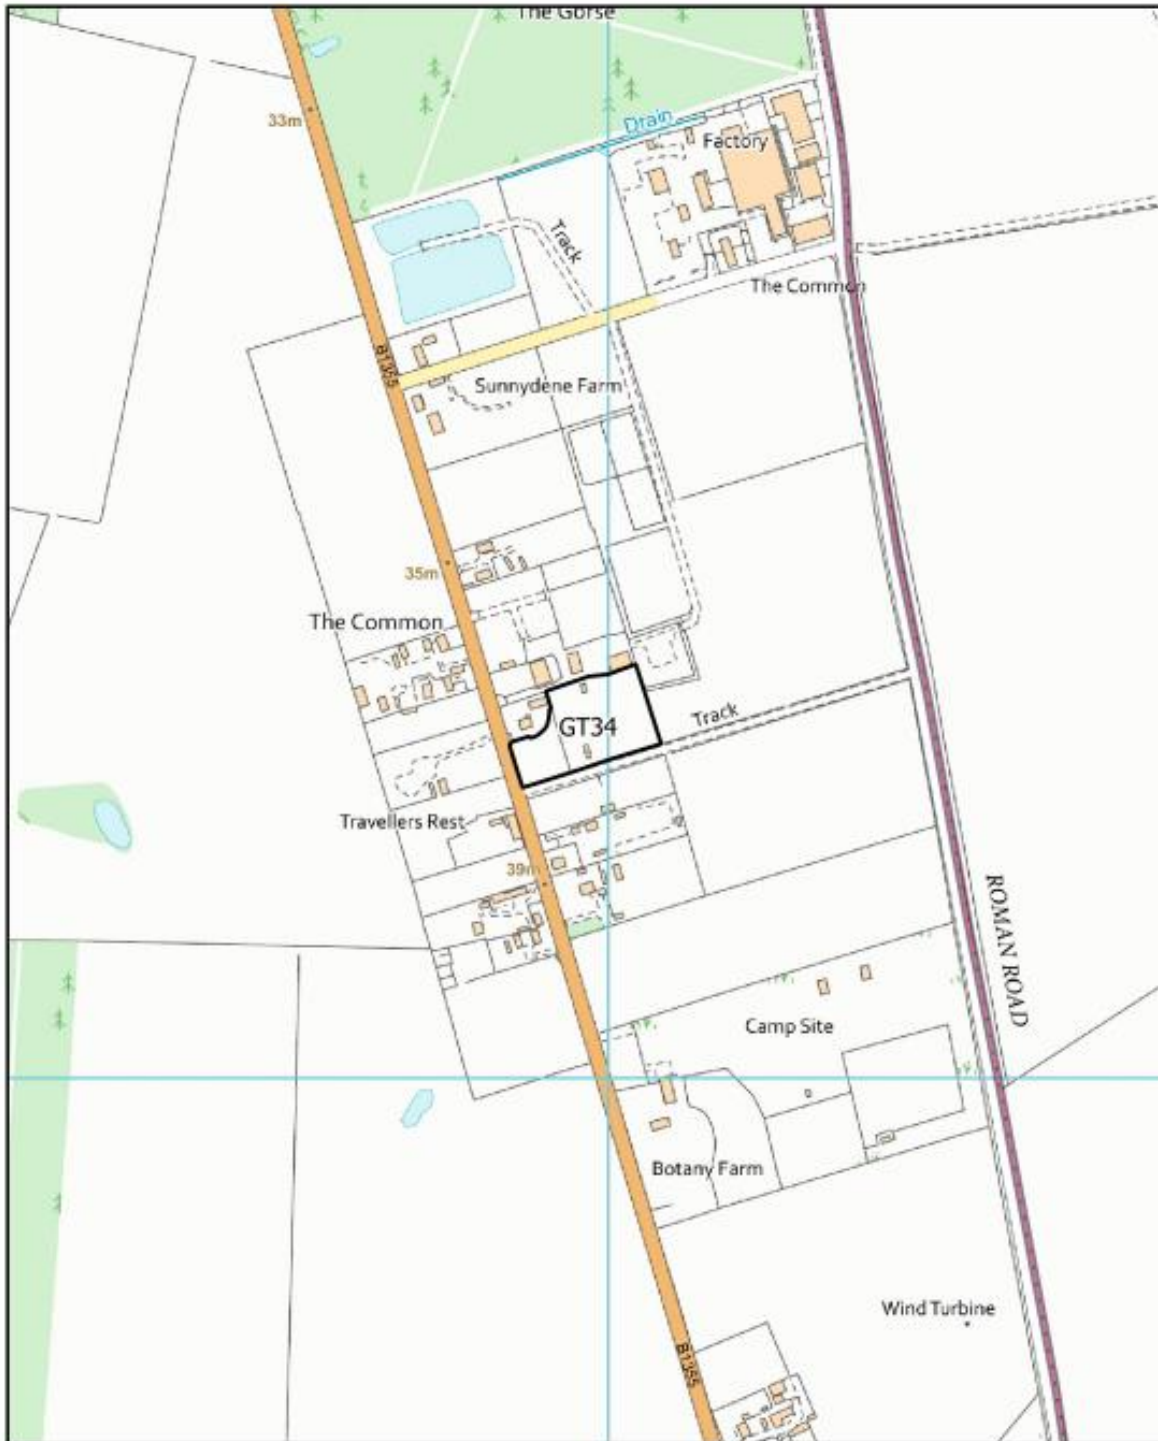 The Gorse
33m
Drain
Factory
Track
The Common
B1355
Sunnydene Farm
35m
The Common
GT34
Track
Travellers Rest
39m
ROMAN ROAD
Camp Site
Botany Farm
Wind Turbine
B1355